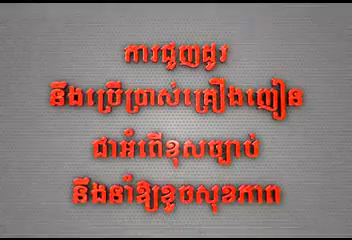 ការជួញដូរ
និងប្រើប្រាស់គ្រឿងញៀន
ជាអំពើខុសច្បាប់
និងនាំឱ្យខូចសុខភាព